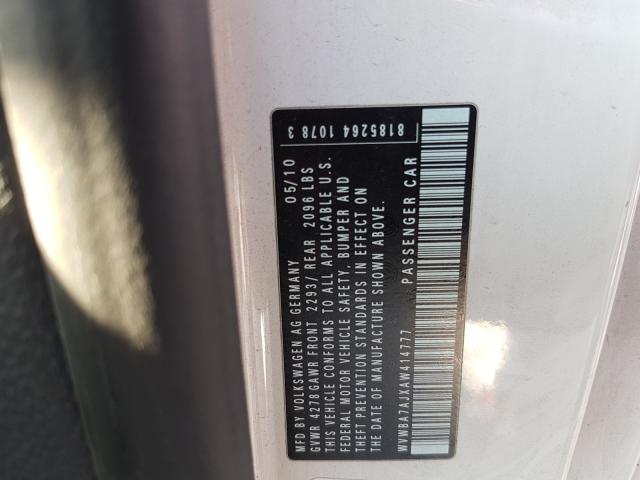 8185264 1078 3
MFD BY VOLKSWAGEN AG GERMANY 05/10
GVWR 4278 GAWR FRONT 2293/ REAR 2096 LBS
THIS VEHICLE CONFORMS TO ALL APPLICABLE U.S.
FEDERAL MOTOR VEHICLE SAFETY, BUMPER AND
THEFT PREVENTION STANDARDS IN EFFECT ON
THE DATE OF MANUFACTURE SHOWN ABOVE.
WVWBA7AJXAW414777 PASSENGER CAR